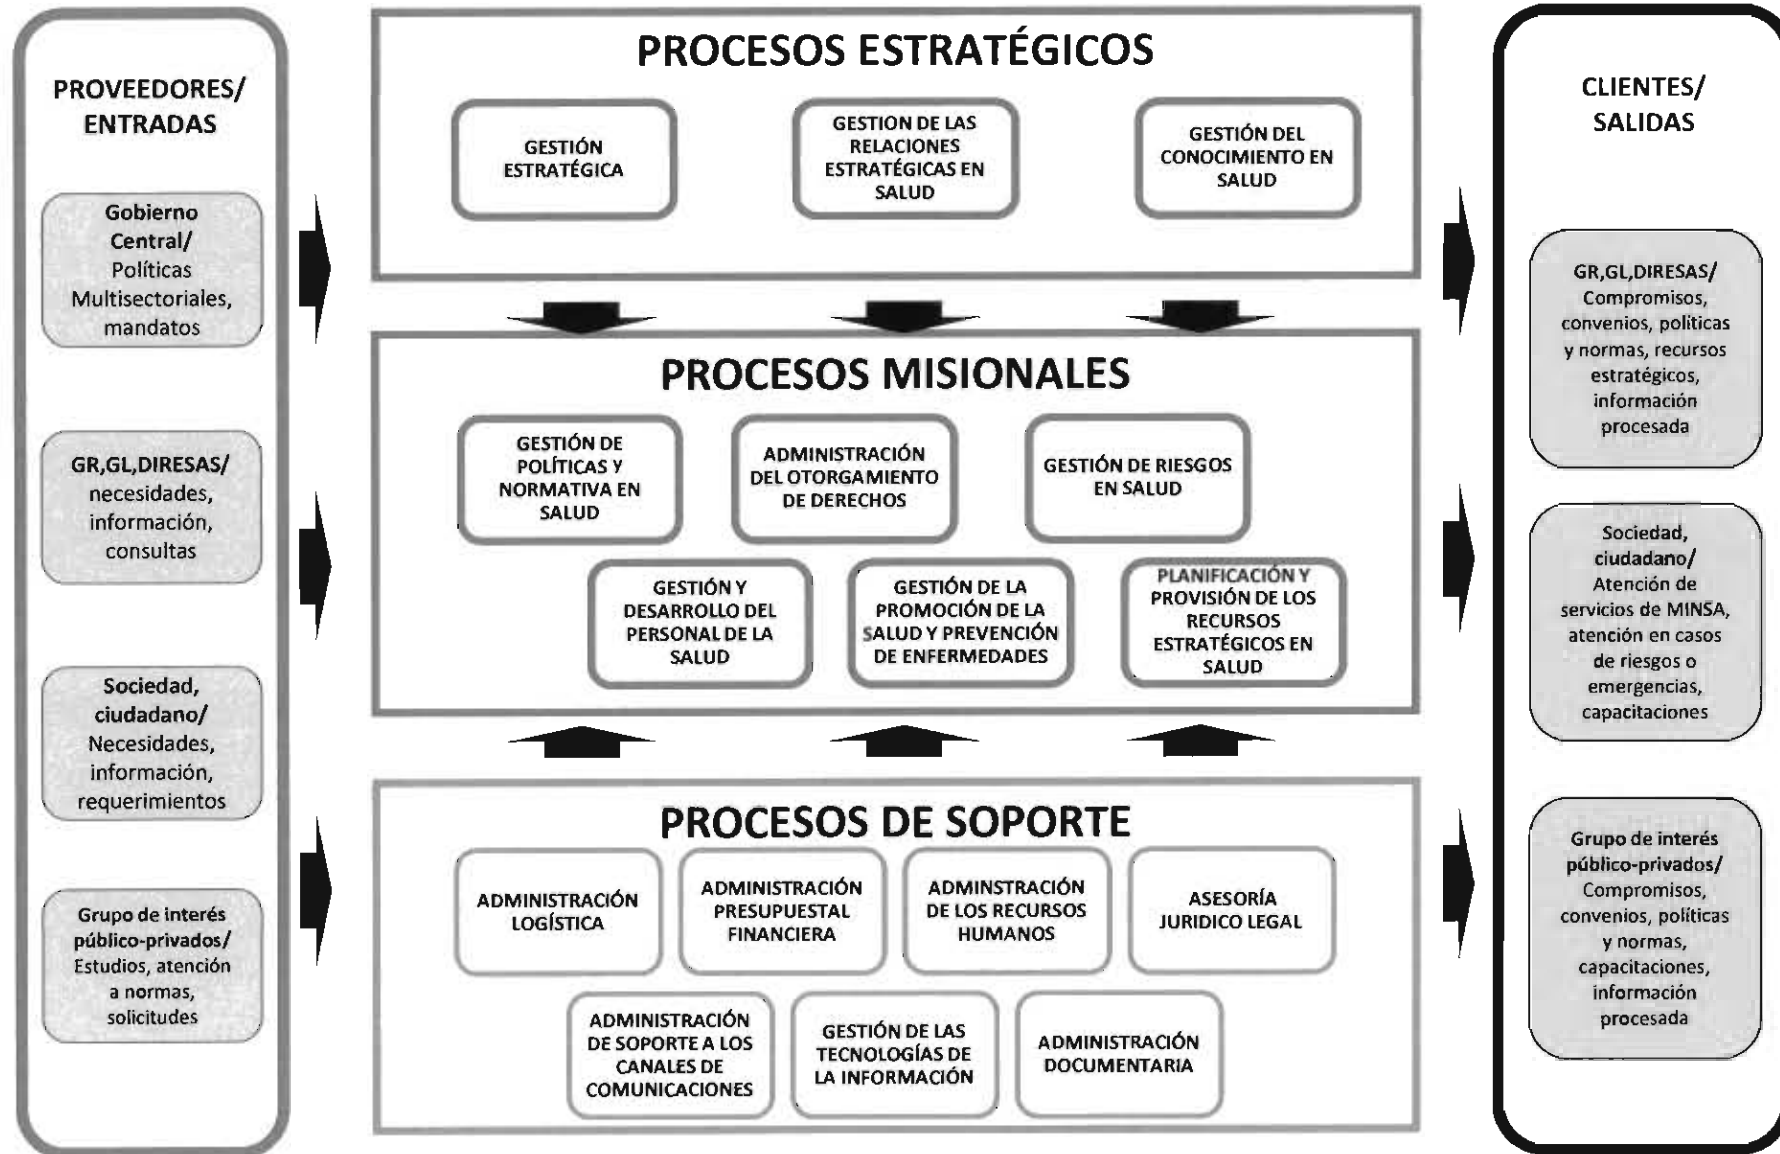 PROVEEDORES/
ENTRADAS
Gobierno
Central/
Políticas
Multisectoriales,
mandatos
GR,GL,DIRESAS/
necesidades,
información,
consultas
Sociedad,
ciudadano/
Necesidades,
información,
requerimientos
Grupo de interés
público-privados/
Estudios, atención
a normas,
solicitudes
PROCESOS ESTRATÉGICOS
GESTIÓN
ESTRATÉGICA
GESTION DE LAS
RELACIONES
ESTRATÉGICAS EN
SALUD
GESTIÓN DEL
CONOCIMIENTO EN
SALUD
PROCESOS MISIONALES
GESTIÓN DE
POLÍTICAS Y
NORMATIVA EN
SALUD
ADMINISTRACIÓN
DEL OTORGAMIENTO
DE DERECHOS
GESTIÓN DE RIESGOS
EN SALUD
GESTIÓN Y
DESARROLLO DEL
PERSONAL DE LA
SALUD
GESTIÓN DE LA
PROMOCIÓN DE LA
SALUD Y PREVENCIÓN
DE ENFERMEDADES
PLANIFICACIÓN Y
PROVISIÓN DE LOS
RECURSOS
ESTRATÉGICOS EN
SALUD
PROCESOS DE SOPORTE
ADMINISTRACIÓN
LOGÍSTICA
ADMINISTRACIÓN
PRESUPUESTAL
FINANCIERA
ADMINSTRACIÓN
DE LOS RECURSOS
HUMANOS
ASESORÍA
JURIDICO LEGAL
ADMINISTRACIÓN
DE SOPORTE A LOS
CANALES DE
COMUNICACIONES
GESTIÓN DE LAS
TECNOLOGÍAS DE
LA INFORMACIÓN
ADMINISTRACIÓN
DOCUMENTARIA
CLIENTES/
SALIDAS
GR,GL,DIRESAS/
Compromisos,
convenios, políticas
y normas, recursos
estratégicos,
información
procesada
Sociedad,
ciudadano/
Atención de
servicios de MINSA,
atención en casos
de riesgos o
emergencias,
capacitaciones
Grupo de interés
público-privados/
Compromisos,
convenios, políticas
y normas,
capacitaciones,
información
procesada